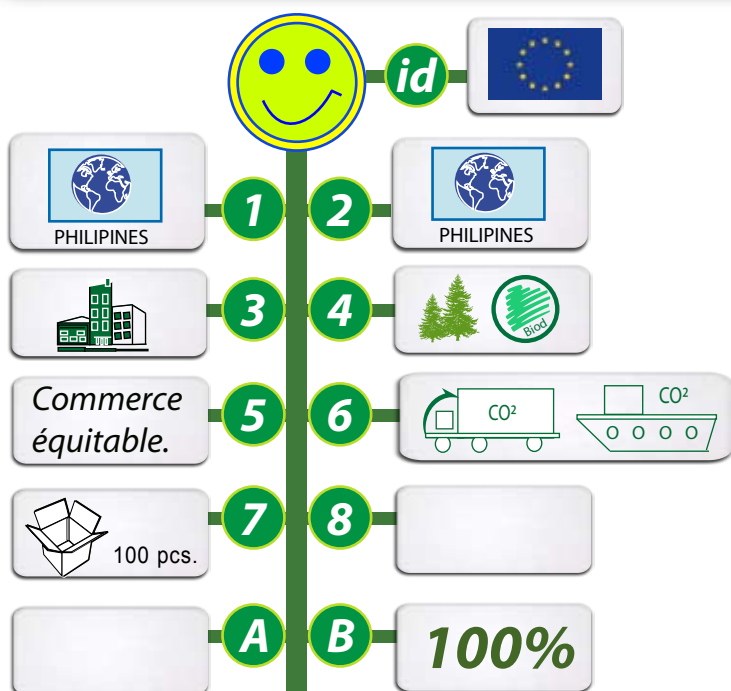 id
PHILIPINES
1
2
PHILIPINES
3
4
Biod
Commerce
équitable.
5
6
CO²
CO²
100 pcs.
7
8
A
B
100%